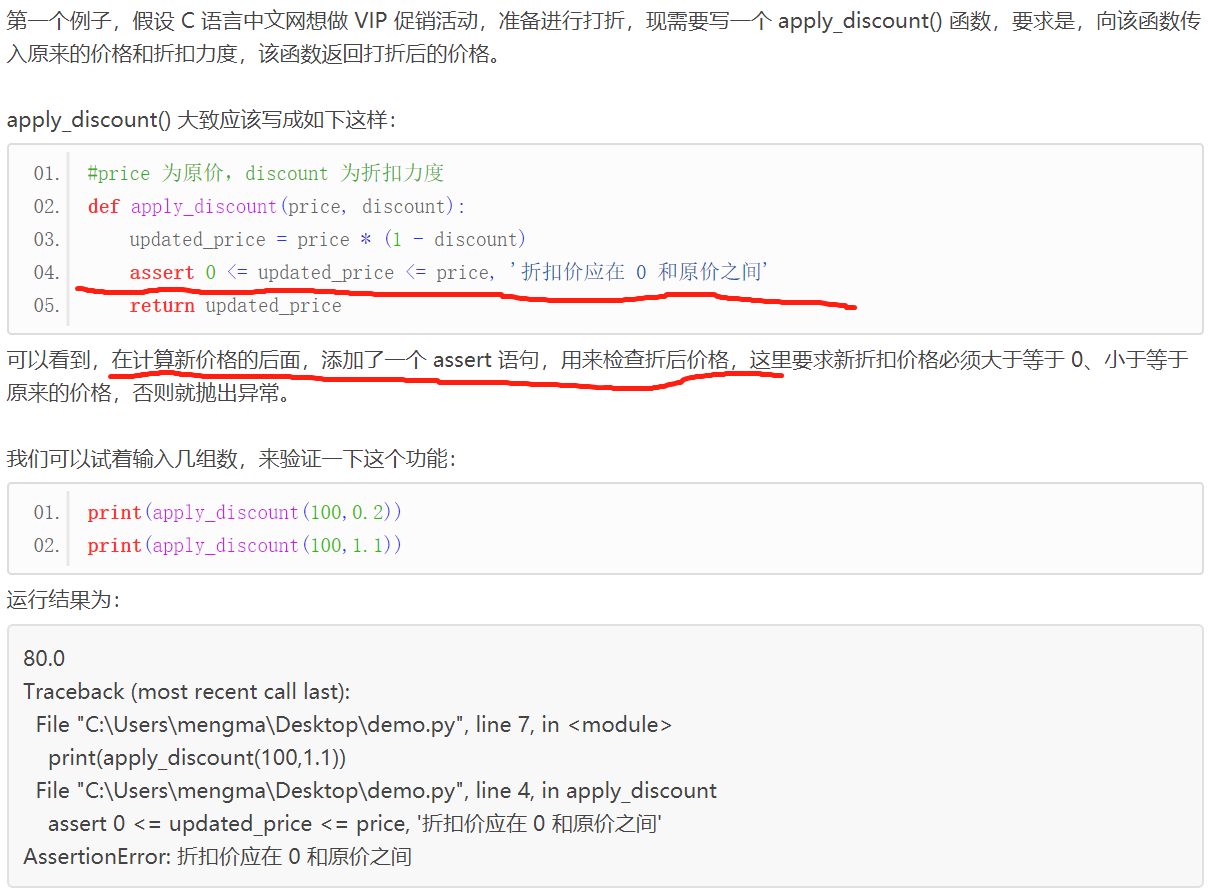 第一个例子，假设 C 语言中文网想做 VIP 促销活动，准备进行打折，现需要写一个 apply_discount() 函数，要求是，向该函数传
入原来的价格和折扣力度，该函数返回打折后的价格。
apply_discount() 大致应该写成如下这样：
01. #price 为原价，discount 为折扣力度
02. def apply_discount(price, discount):
03. updated_price = price * (1 - discount)
04. assert 0 <= updated_price <= price, '折扣价应在 0 和原价之间'
05. return updated_price
可以看到，在计算新价格的后面，添加了一个 assert 语句，用来检查折后价格，这里要求新折扣价格必须大于等于 0、小于等于
原来的价格，否则就抛出异常。
我们可以试着输入几组数，来验证一下这个功能：
01. print(apply_discount(100,0.2))
02. print(apply_discount(100,1.1))
运行结果为：
80.0
Traceback (most recent call last):
File "C:\Users\mengma\Desktop\demo.py", line 7, in <module>
print(apply_discount(100,1.1))
File "C:\Users\mengma\Desktop\demo.py", line 4, in apply_discount
assert 0 <= updated_price <= price, '折扣价应在 0 和原价之间'
AssertionError: 折扣价应在 0 和原价之间